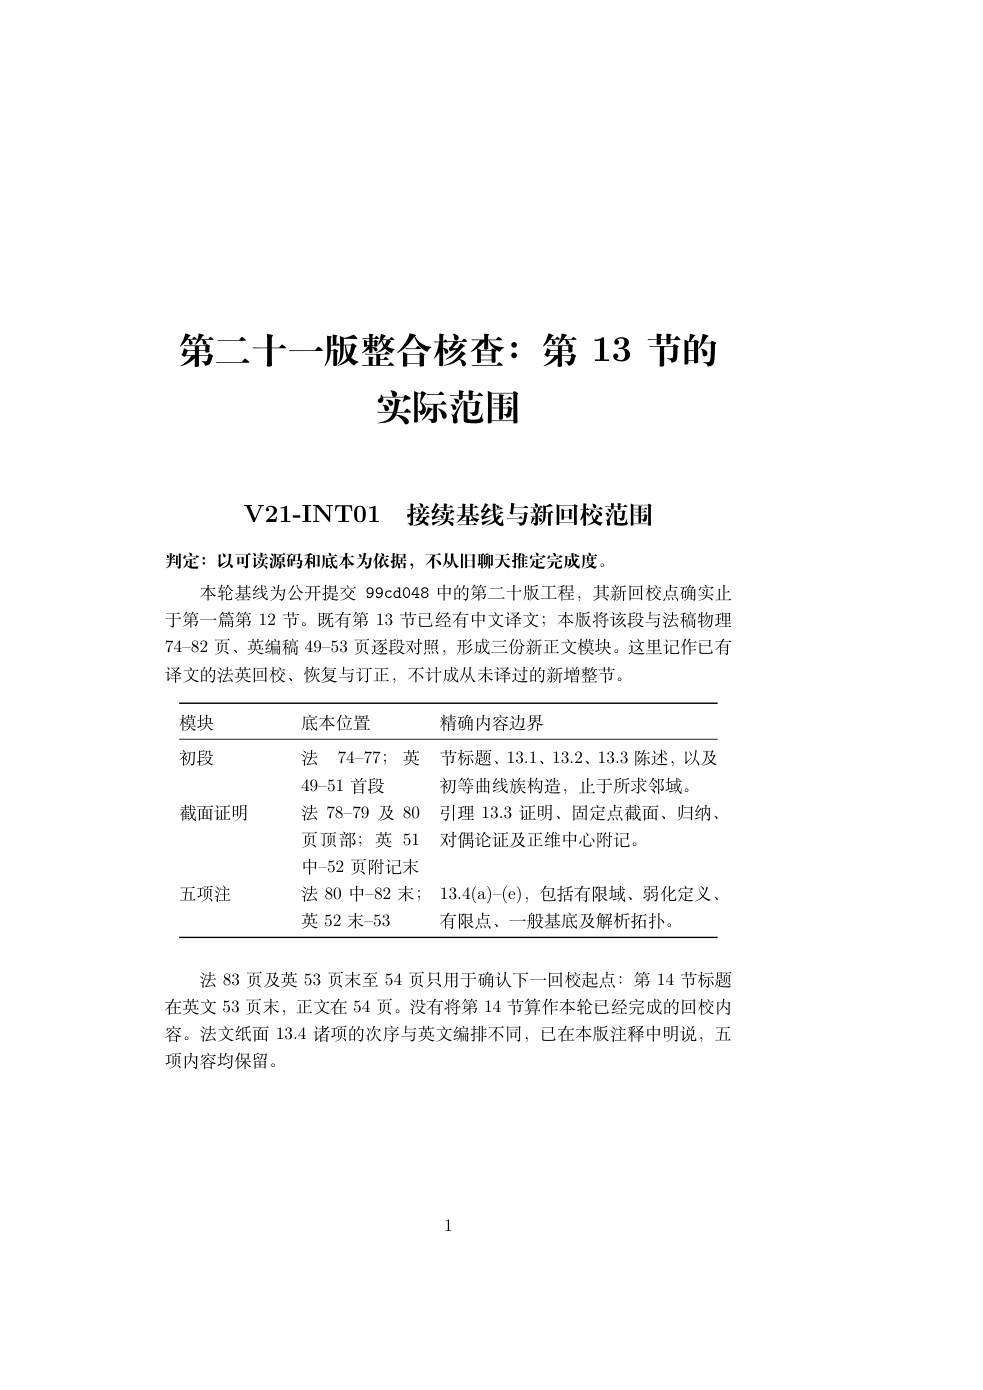 第二十一版整合核查：第 13 节的
实际范围
V21-INT01 接续基线与新回校范围
判定：以可读源码和底本为依据，不从旧聊天推定完成度。
本轮基线为公开提交 99cd048 中的第二十版工程，其新回校点确实止
于第一篇第 12 节。既有第 13 节已经有中文译文；本版将该段与法稿物理
74–82 页、英编稿 49–53 页逐段对照，形成三份新正文模块。这里记作已有
译文的法英回校、恢复与订正，不计成从未译过的新增整节。
模块 底本位置 精确内容边界
初段 法 74–77；英 节标题、13.1、13.2、13.3 陈述，以及
49–51 首段 初等曲线族构造，止于所求邻域。
截面证明 法 78–79 及 80 引理 13.3 证明、固定点截面、归纳、
页顶部；英 51 对偶论证及正维中心附记。
中–52 页附记末
五项注 法 80 中–82 末； 13.4(a)–(e)，包括有限域、弱化定义、
英 52 末–53 有限点、一般基底及解析拓扑。
法 83 页及英 53 页末至 54 页只用于确认下一回校起点：第 14 节标题
在英文 53 页末，正文在 54 页。没有将第 14 节算作本轮已经完成的回校内
容。法文纸面 13.4 诸项的次序与英文编排不同，已在本版注释中明说，五
项内容均保留。
1